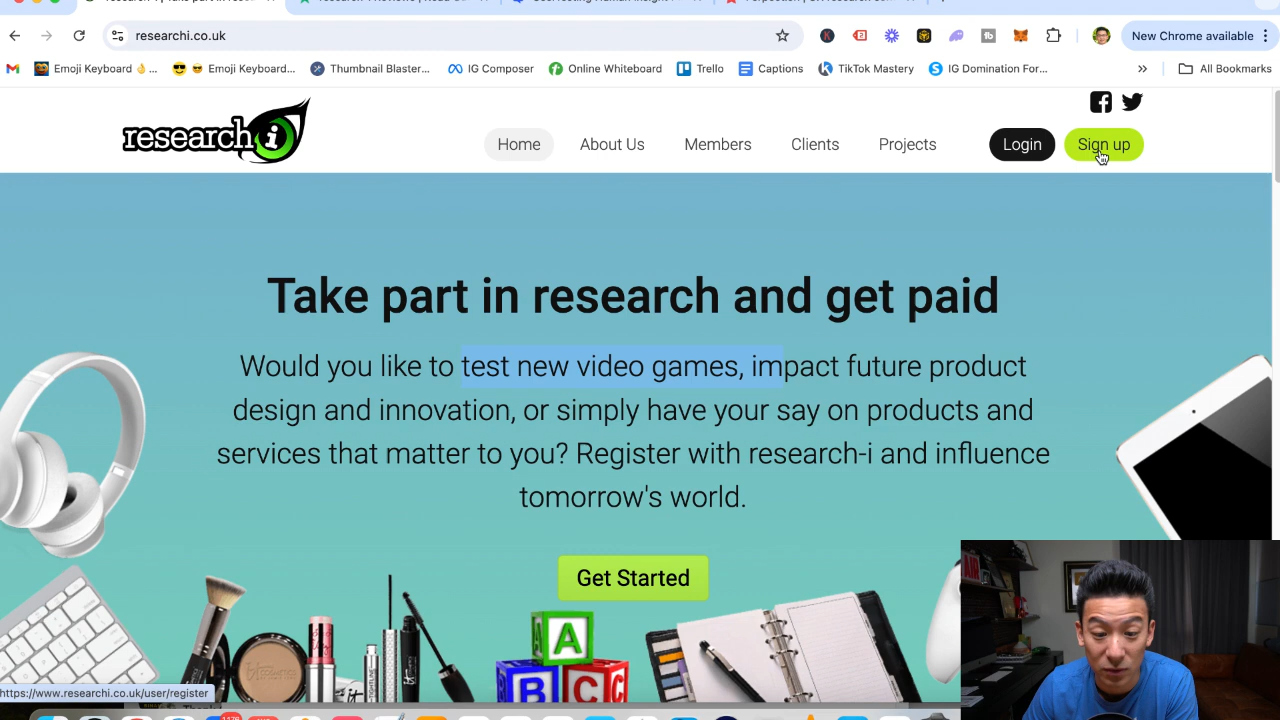 researchi.co.uk
New Chrome available
Emoji Keyboard 👌...
😎 Emoji Keyboard...
Thumbnail Blaster...
IG Composer
Online Whiteboard
Trello
Captions
TikTok Mastery
IG Domination For...
»
All Bookmarks
research i
Home
About Us
Members
Clients
Projects
Login
Sign up
Take part in research and get paid
Would you like to test new video games, impact future product
design and innovation, or simply have your say on products and
services that matter to you? Register with research-i and influence
tomorrow's world.
Get Started
A
B
C
https://www.researchi.co.uk/user/register